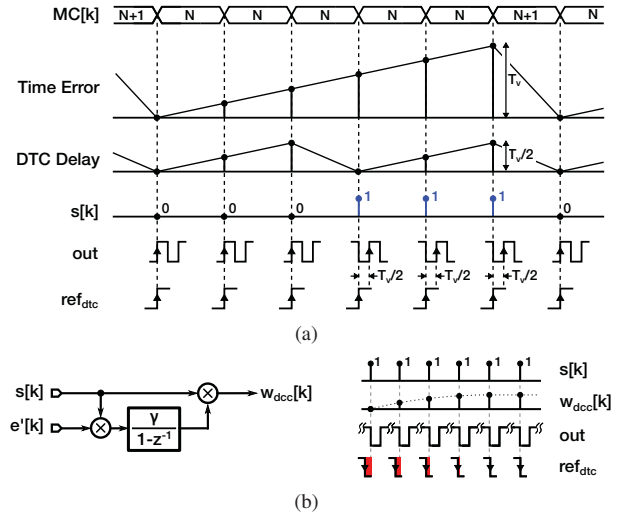 MC[k] N+1 N N N N N N+1 N
Time Error T_v
DTC Delay T_v/2
s[k] 0 0 0 1 1 1 0
out
T_v/2 T_v/2 T_v/2
ref_dtc
(a)
s[k] w_dcc[k]
e'[k] γ
1-z⁻¹
1 1 1 1 1 1 s[k]
w_dcc[k]
out
ref_dtc
(b)